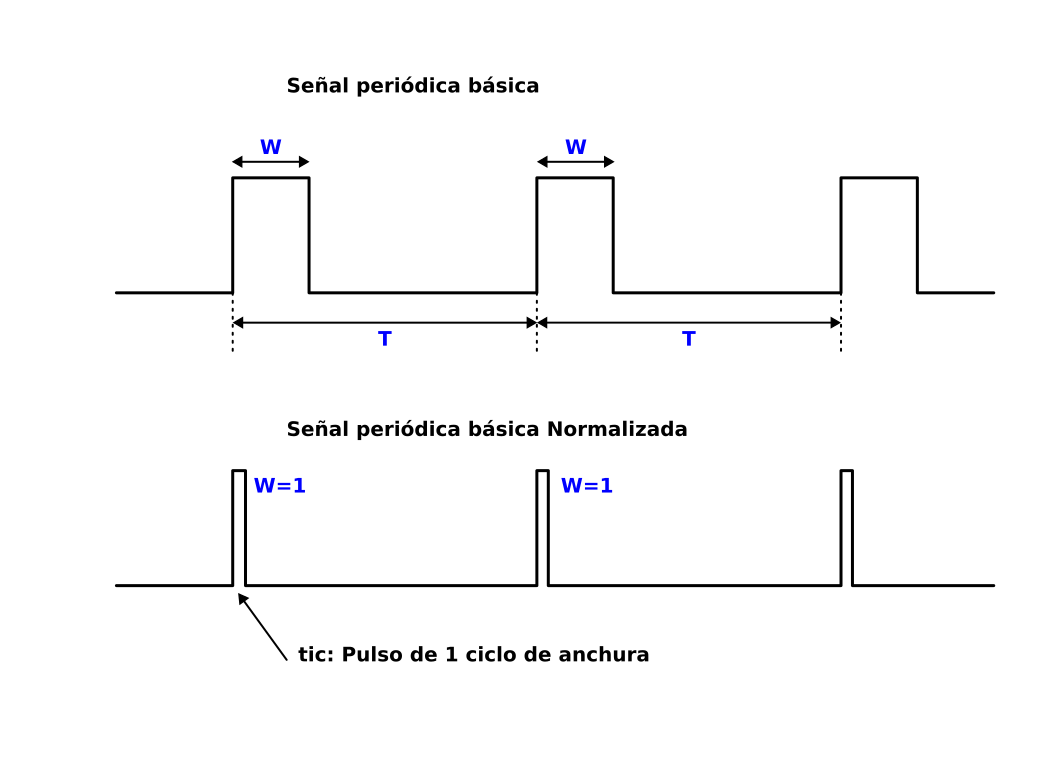 Señal periódica básica
W W
T T
Señal periódica básica Normalizada
W=1 W=1
tic: Pulso de 1 ciclo de anchura